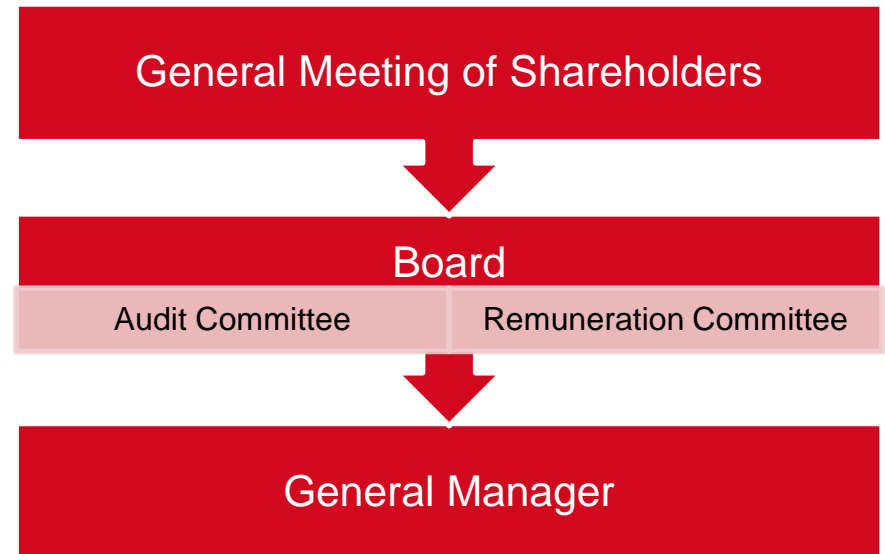 General Meeting of Shareholders
Board
Audit Committee
Remuneration Committee
General Manager